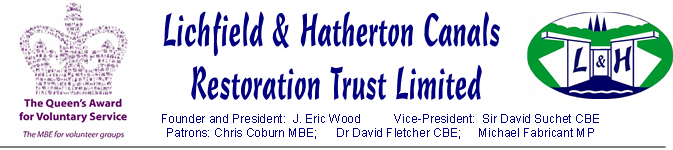 The Queen's Award
for Voluntary Service
The MBE for volunteer groups
Lichfield & Hatherton Canals
Restoration Trust Limited
Founder and President: J. Eric Wood Vice-President: Sir David Suchet CBE
Patrons: Chris Coburn MBE; Dr David Fletcher CBE; Michael Fabricant MP
L & H